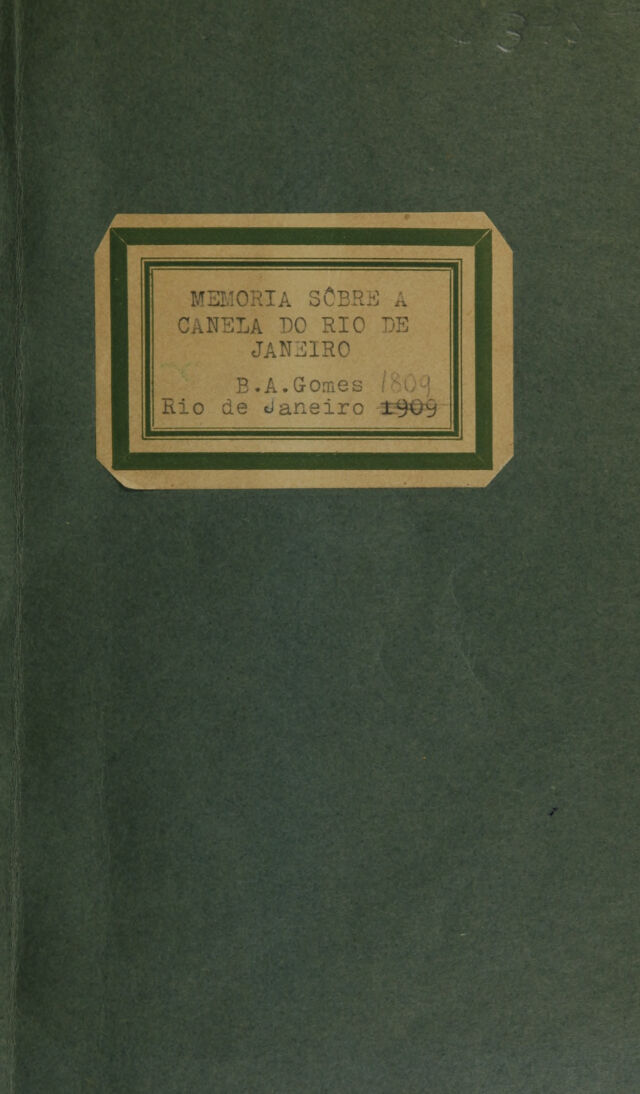 MEMORIA SÔBRE A
CANELA DO RIO DE
JANEIRO
B.A.Gomes 1809
Rio de Janeiro 1909